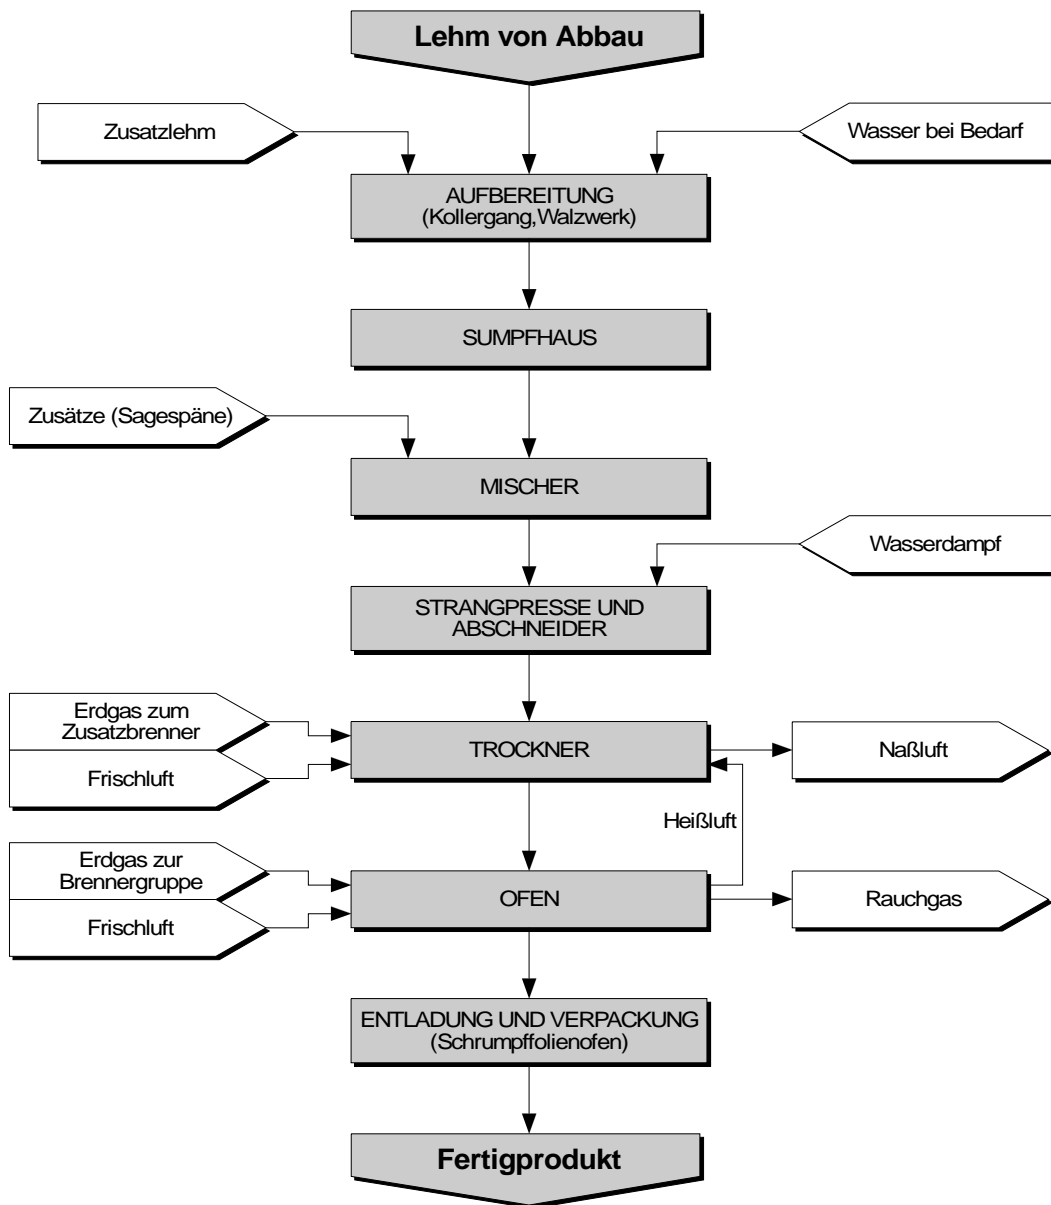 Lehm von Abbau
Zusatzlehm
Wasser bei Bedarf
AUFBEREITUNG
(Kollergang,Walzwerk)
SUMPFHAUS
Zusätze (Sagespäne)
MISCHER
Wasserdampf
STRANGPRESSE UND
ABSCHNEIDER
Erdgas zum
Zusatzbrenner
TROCKNER
Naßluft
Frischluft
Heißluft
Erdgas zur
Brennergruppe
OFEN
Rauchgas
Frischluft
ENTLADUNG UND VERPACKUNG
(Schrumpffolienofen)
Fertigprodukt